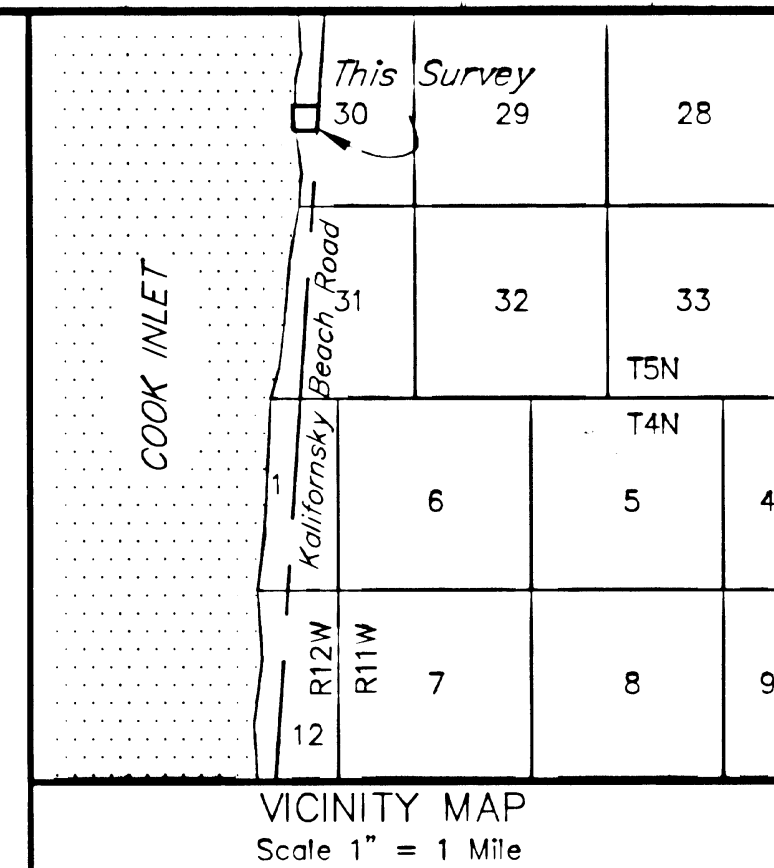 This Survey
30 29 28
COOK INLET
Kalifornsky Beach Road
31 32 33
T5N
T4N
1 6 5 4
R12W R11W
7 8 9
12
VICINITY MAP
Scale 1" = 1 Mile